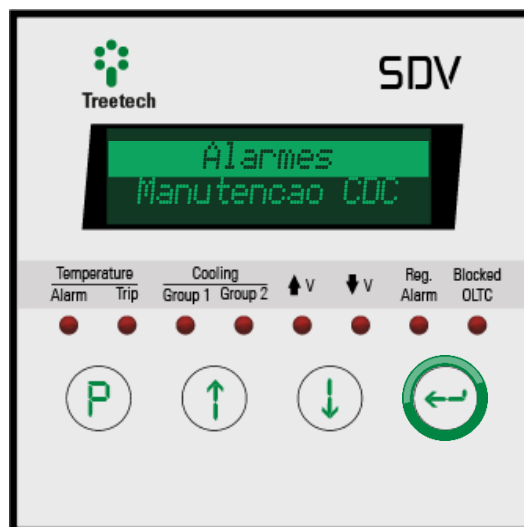 Treetech
SDV
Alarmes
Manutencao CDC
Temperature
Alarm Trip
Cooling
Group 1 Group 2
V
V
Reg.
Alarm
Blocked
OLTC
P